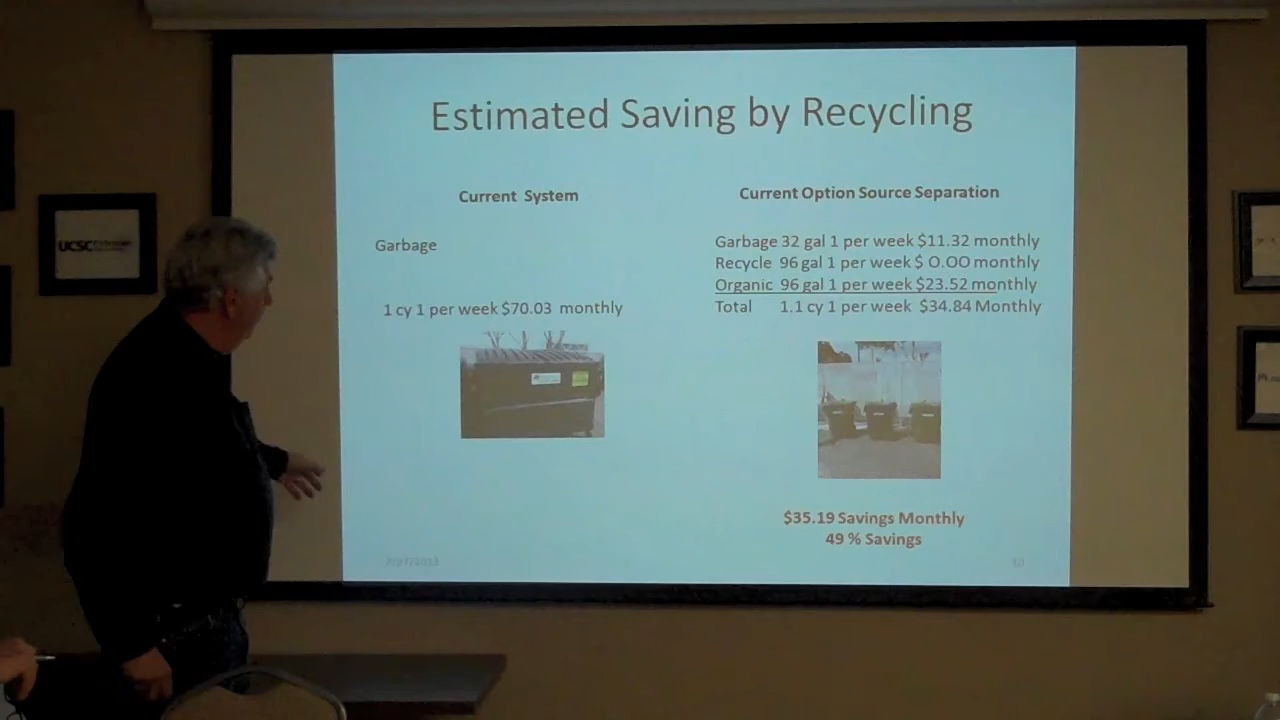 Estimated Saving by Recycling
Current System
Garbage
1 cy 1 per week $70.03 monthly
Current Option Source Separation
Garbage 32 gal 1 per week $11.32 monthly
Recycle 96 gal 1 per week $ 0.00 monthly
Organic 96 gal 1 per week $23.52 monthly
Total 1.1 cy 1 per week $34.84 Monthly
$35.19 Savings Monthly
49 % Savings
10
UCSC